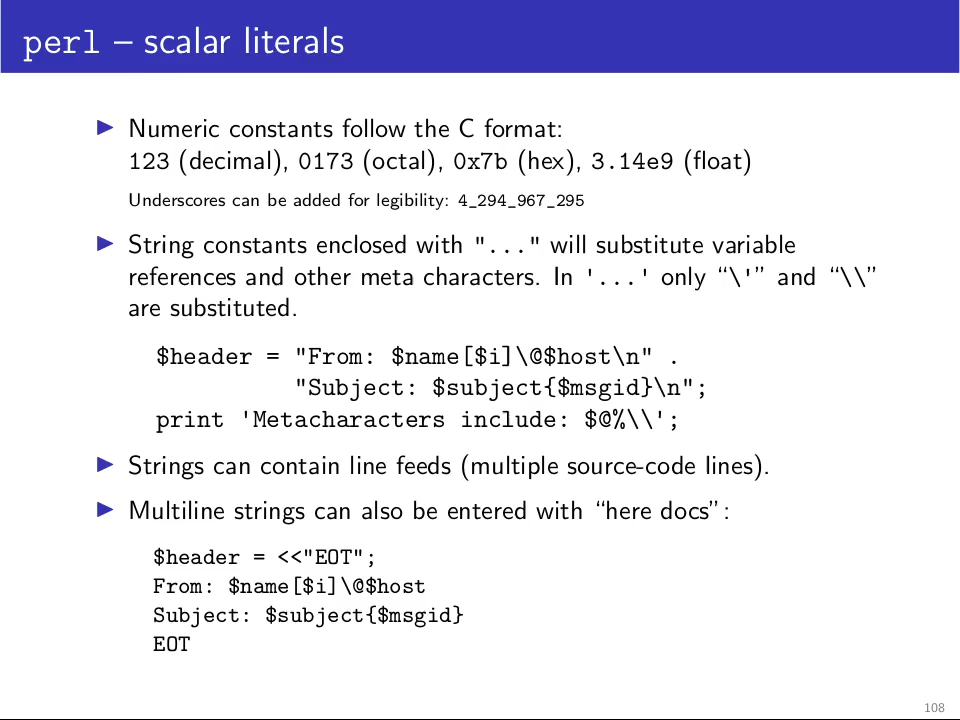 perl – scalar literals
▶ Numeric constants follow the C format:
123 (decimal), 0173 (octal), 0x7b (hex), 3.14e9 (float)
Underscores can be added for legibility: 4_294_967_295
▶ String constants enclosed with "..." will substitute variable
references and other meta characters. In '...' only “\'” and “\\”
are substituted.
$header = "From: $name[$i]\@$host\n" .
          "Subject: $subject{$msgid}\n";
print 'Metacharacters include: $@%\\';
▶ Strings can contain line feeds (multiple source-code lines).
▶ Multiline strings can also be entered with “here docs”:
$header = <<"EOT";
From: $name[$i]\@$host
Subject: $subject{$msgid}
EOT
108